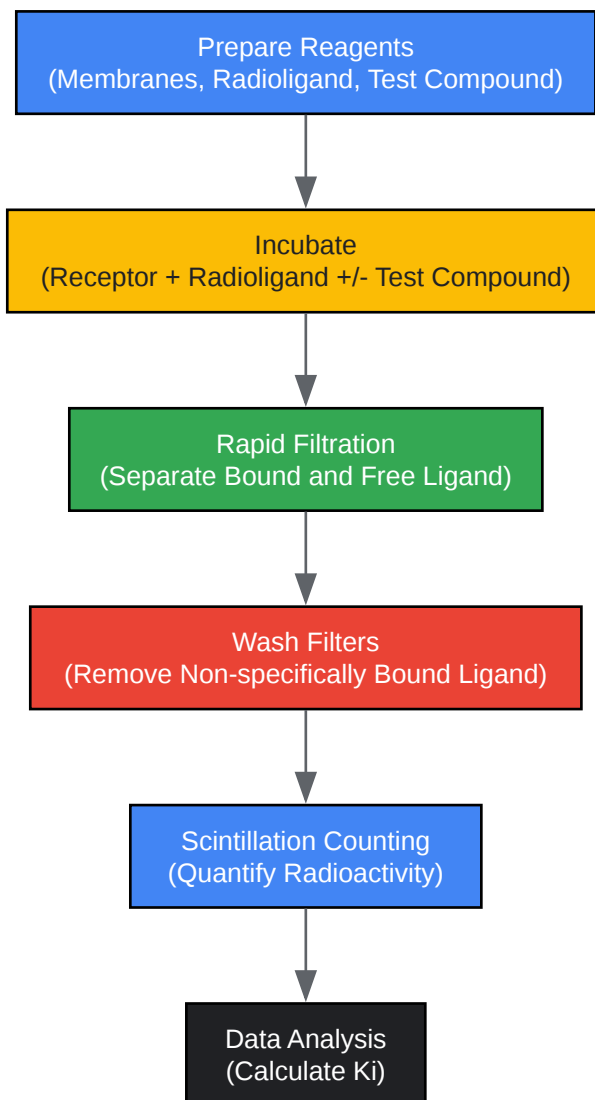 Prepare Reagents
(Membranes, Radioligand, Test Compound)
Incubate
(Receptor + Radioligand +/- Test Compound)
Rapid Filtration
(Separate Bound and Free Ligand)
Wash Filters
(Remove Non-specifically Bound Ligand)
Scintillation Counting
(Quantify Radioactivity)
Data Analysis
(Calculate Ki)